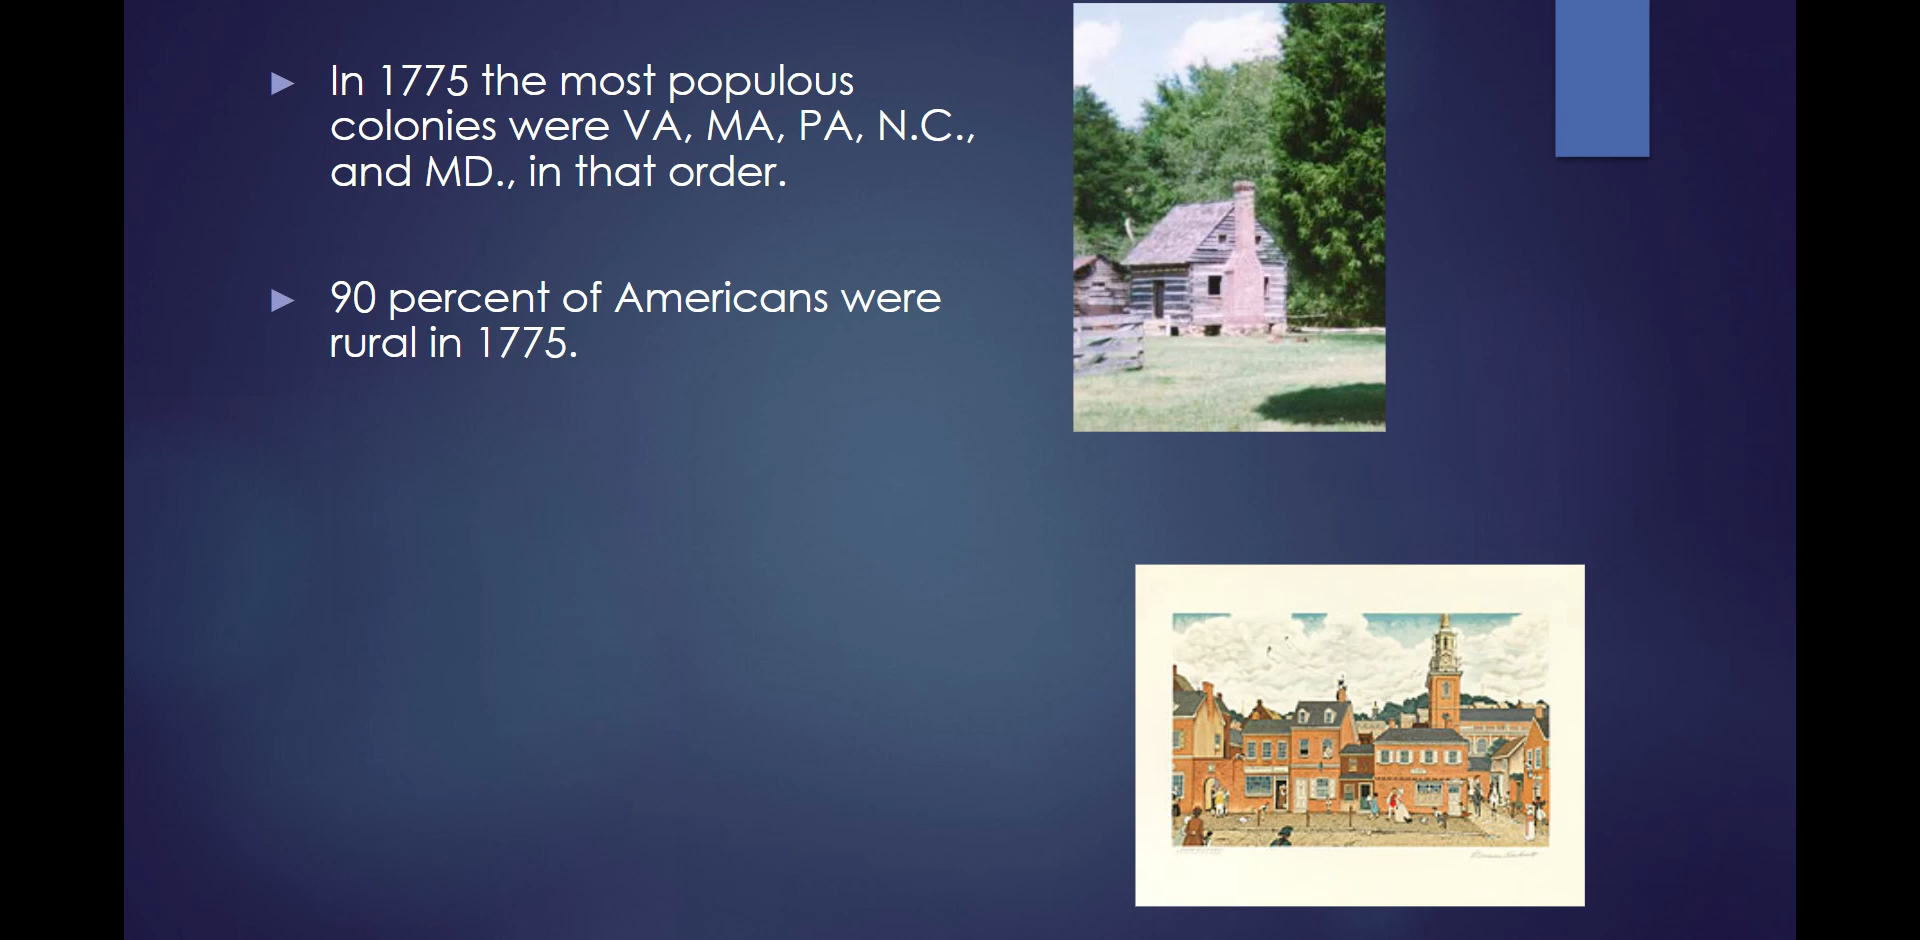 In 1775 the most populous
colonies were VA, MA, PA, N.C.,
and MD., in that order.
90 percent of Americans were
rural in 1775.